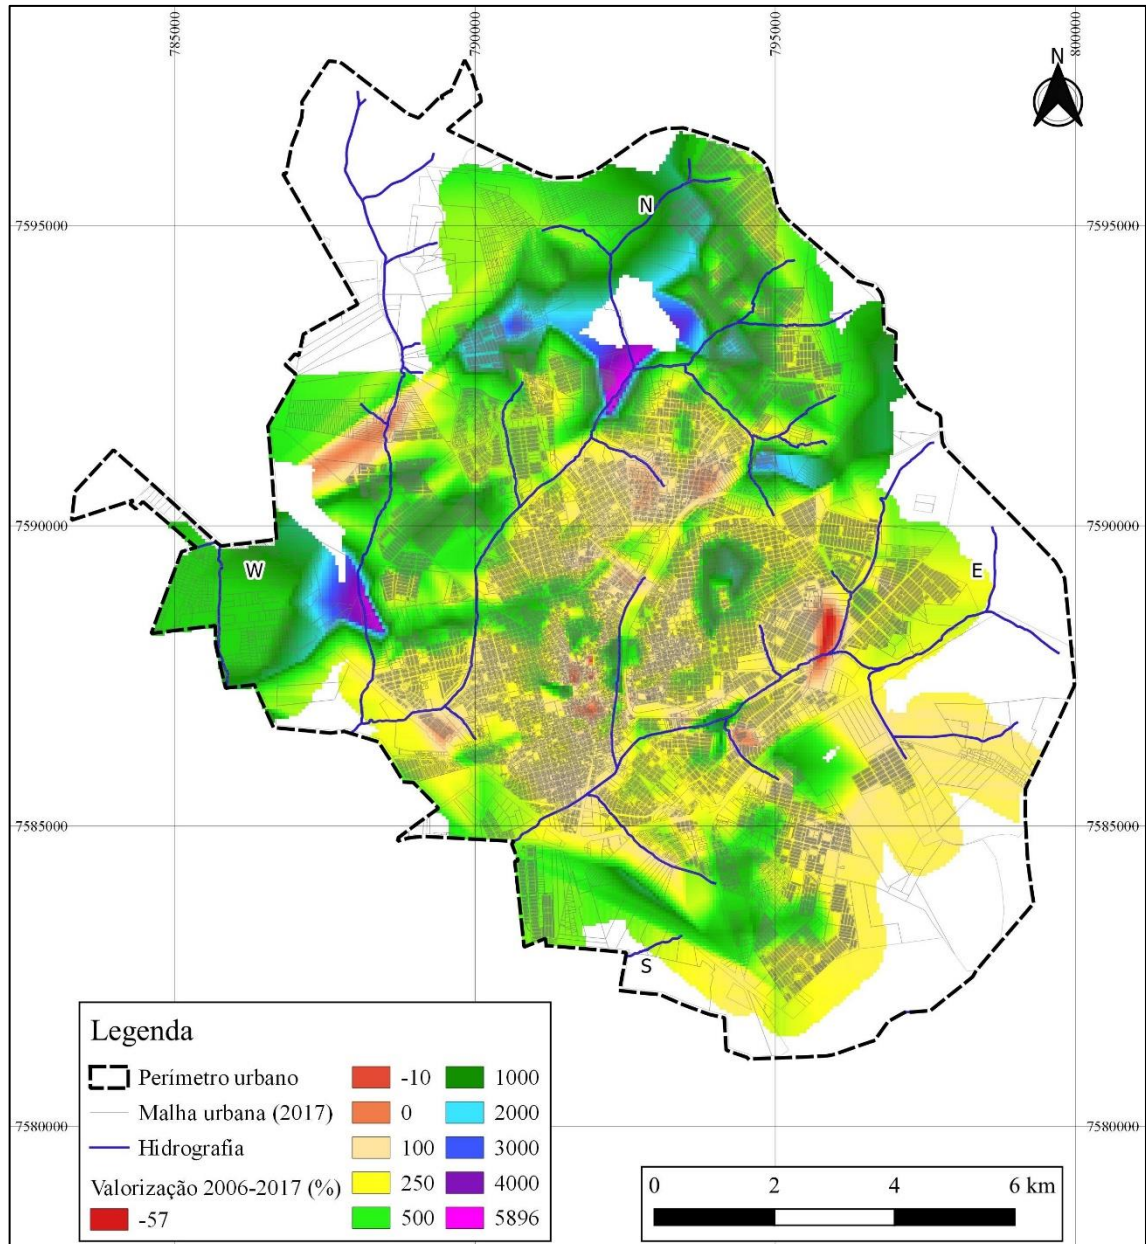 785000 790000 795000 800000
N
7595000 7595000
N
7590000 7590000
W
E
7585000 7585000
S
Legenda
Perímetro urbano
Malha urbana (2017)
Hidrografia
Valorização 2006-2017 (%)
-57
-10
0
100
250
500
1000
2000
3000
4000
5896
7580000 7580000
0 2 4 6 km